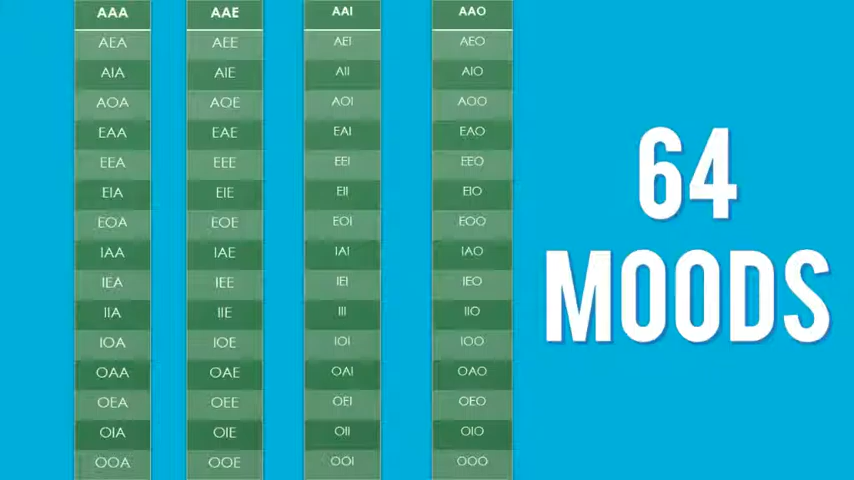 AAA AAE AAI AAO
AEA AEE AEI AEO
AIA AIE AII AIO
AOA AOE AOI AOO
EAA EAE EAI EAO
EEA EEE EEI EEO
EIA EIE EII EIO
EOA EOE EOI EOO
IAA IAE IAI IAO
IEA IEE IEI IEO
IIA IIE III IIO
IOA IOE IOI IOO
OAA OAE OAI OAO
OEA OEE OEI OEO
OIA OIE OII OIO
OOA OOE OOI OOO
64
MOODS